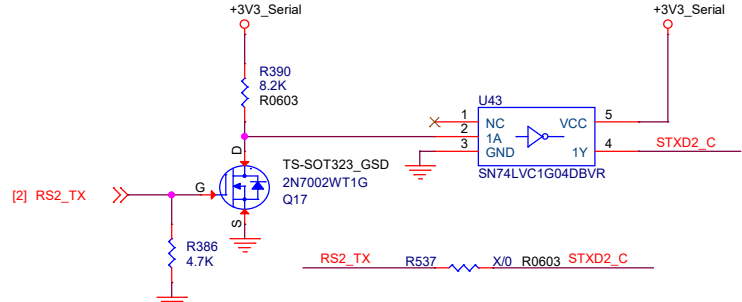 +3V3_Serial
+3V3_Serial
R390
8.2K
R0603
U43
1
NC
VCC
5
2
1A
3
GND
1Y
4
STXD2_C
SN74LVC1G04DBVR
D
TS-SOT323_GSD
G
2N7002WT1G
Q17
S
[2] RS2_TX
R386
4.7K
RS2_TX
R537
X/0
R0603
STXD2_C